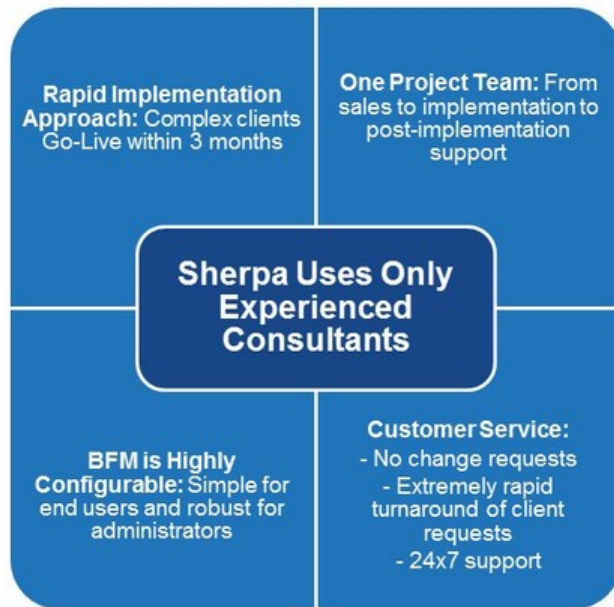 Rapid Implementation
Approach: Complex clients
Go-Live within 3 months
One Project Team: From
sales to implementation to
post-implementation
support
Sherpa Uses Only
Experienced
Consultants
BFM is Highly
Configurable: Simple for
end users and robust for
administrators
Customer Service:
- No change requests
- Extremely rapid
turnaround of client
requests
- 24x7 support